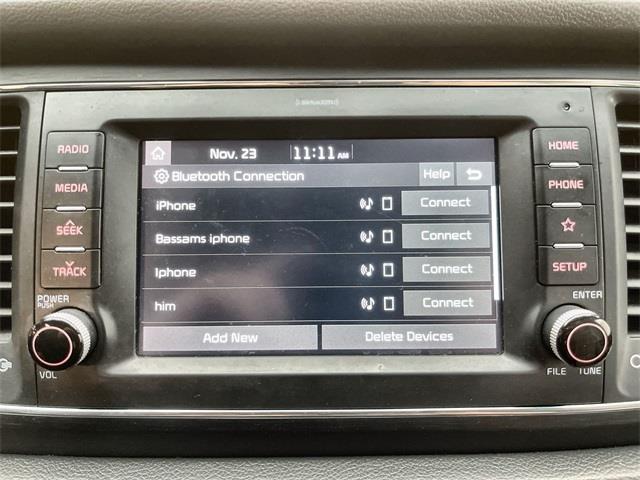 ((SiriusXM))
RADIO
MEDIA
SEEK
TRACK
POWER
PUSH
VOL
Nov. 23 11:11 AM
Bluetooth Connection Help
iPhone Connect
Bassams iphone Connect
Iphone Connect
him Connect
Add New Delete Devices
HOME
PHONE
SETUP
ENTER
FILE TUNE